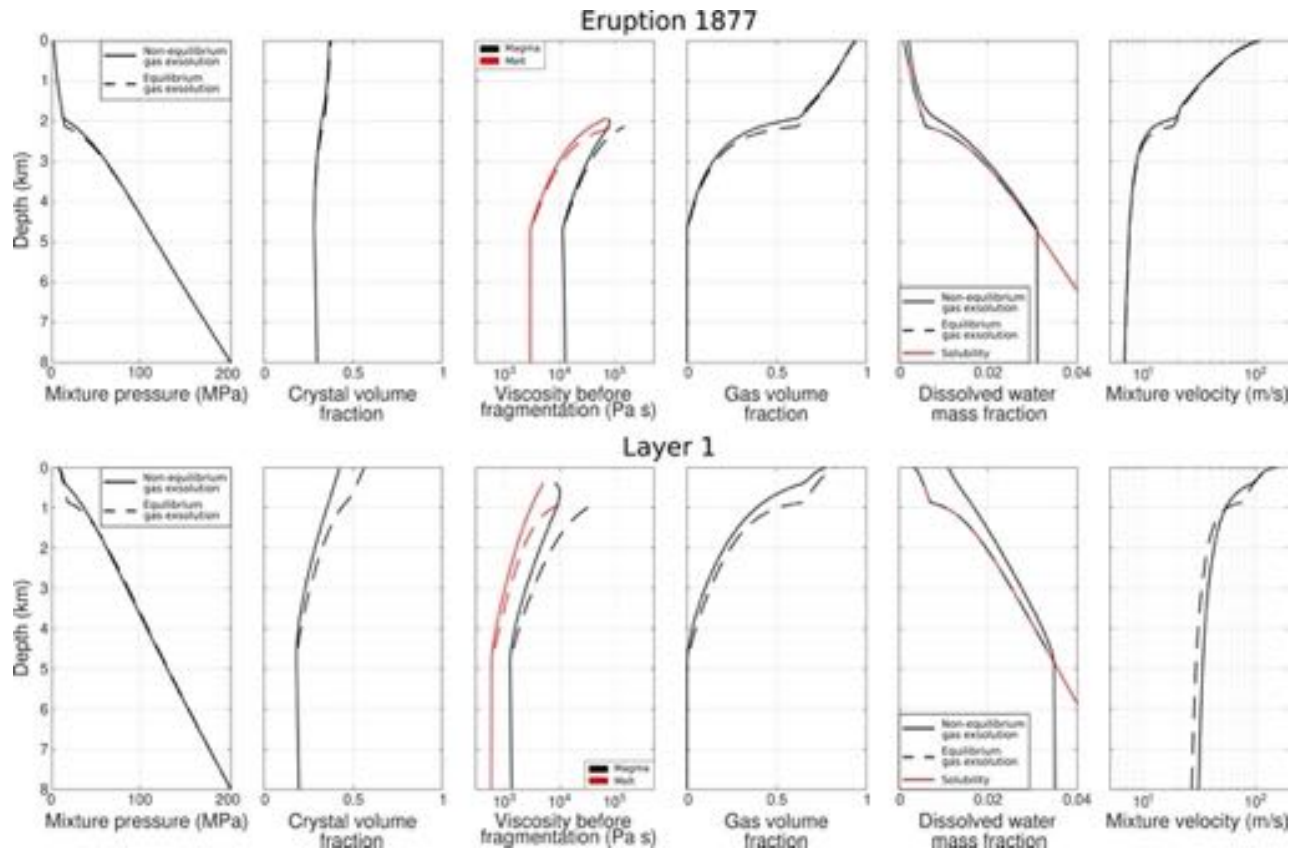 Eruption 1877
0
1
2
3
4
5
6
7
8
Depth (km)
Non-equilibrium
gas exsolution
Equilibrium
gas exsolution
0 100 200
Mixture pressure (MPa)
0 0.5 1
Crystal volume
fraction
Magma
Melt
10³ 10⁴ 10⁵
Viscosity before
fragmentation (Pa s)
0 0.5 1
Gas volume
fraction
Non-equilibrium
gas exsolution
Equilibrium
gas exsolution
Solubility
0 0.02 0.04
Dissolved water
mass fraction
10¹ 10²
Mixture velocity (m/s)
Layer 1
0
1
2
3
4
5
6
7
8
Depth (km)
Non-equilibrium
gas exsolution
Equilibrium
gas exsolution
0 100 200
Mixture pressure (MPa)
0 0.5 1
Crystal volume
fraction
Magma
Melt
10³ 10⁴ 10⁵
Viscosity before
fragmentation (Pa s)
0 0.5 1
Gas volume
fraction
Non-equilibrium
gas exsolution
Equilibrium
gas exsolution
Solubility
0 0.02 0.04
Dissolved water
mass fraction
10¹ 10²
Mixture velocity (m/s)